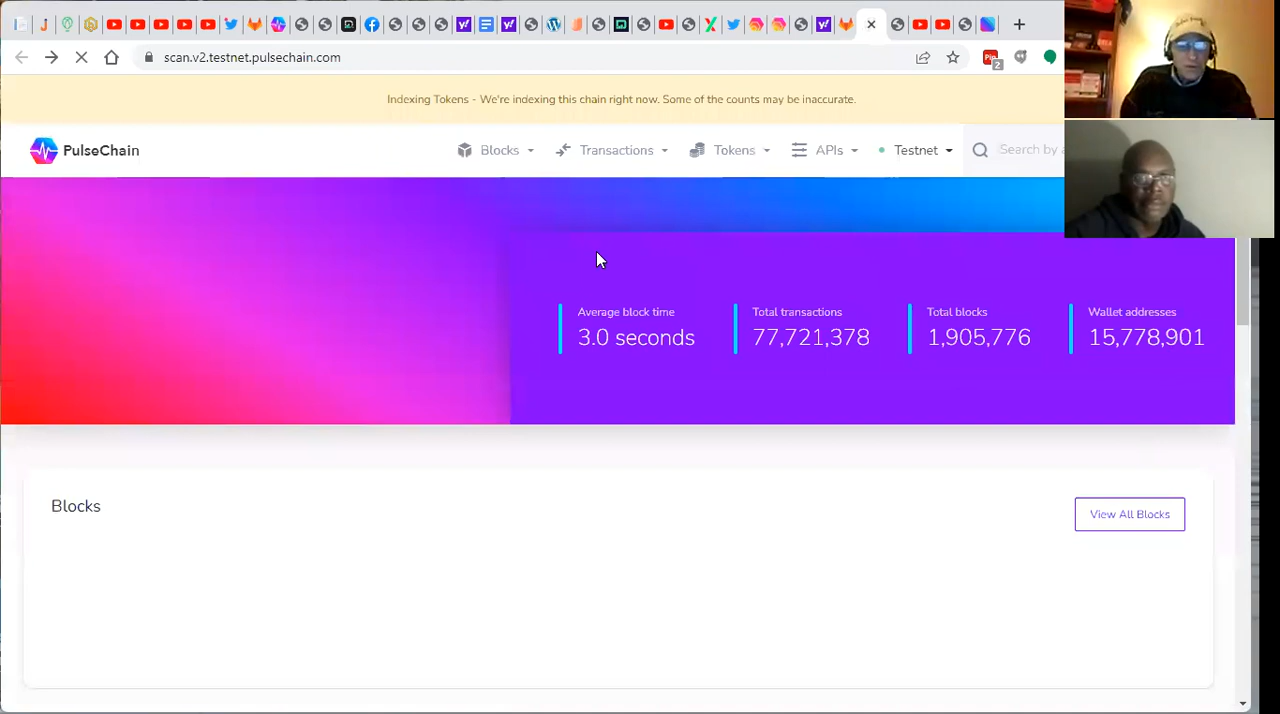 scan.v2.testnet.pulsechain.com
2
Indexing Tokens - We're indexing this chain right now. Some of the counts may be inaccurate.
PulseChain
Blocks
Transactions
Tokens
APIs
Testnet
Search by
Average block time
3.0 seconds
Total transactions
77,721,378
Total blocks
1,905,776
Wallet addresses
15,778,901
Blocks
View All Blocks